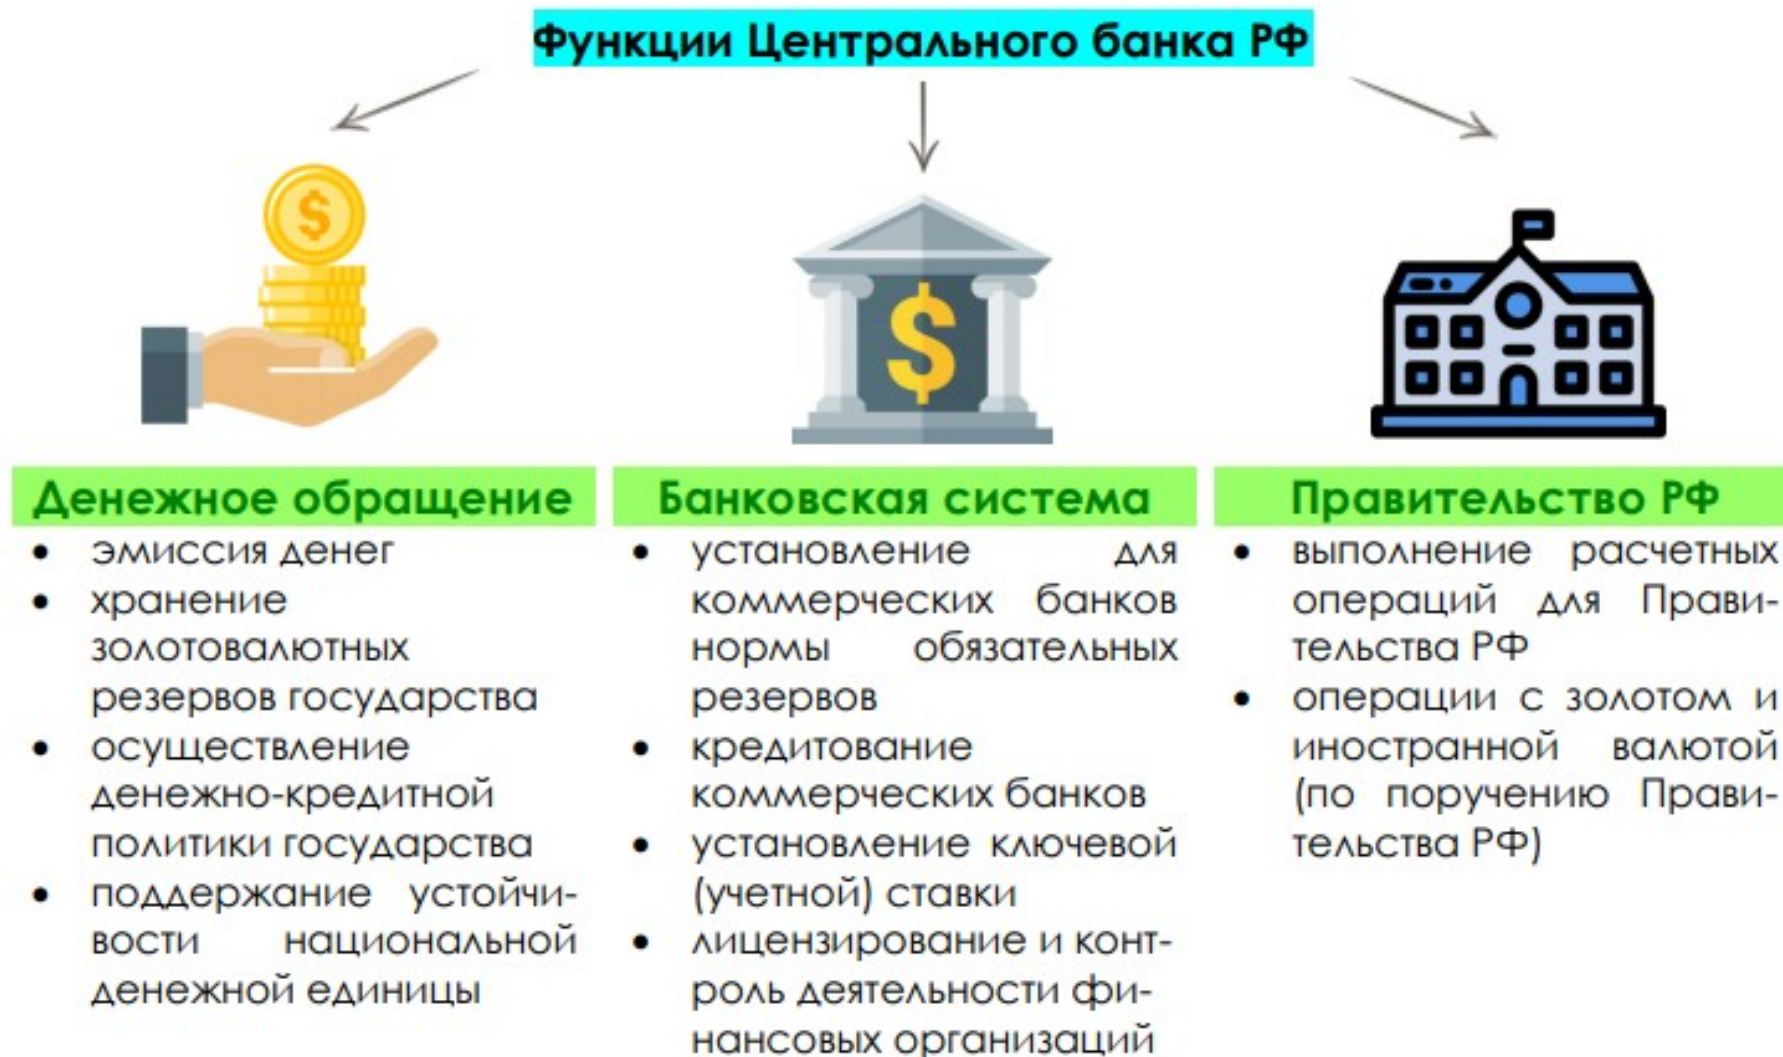 Функции Центрального банка РФ
$
$
Денежное обращение
• эмиссия денег
• хранение
золотовалютных
резервов государства
• осуществление
денежно-кредитной
политики государства
• поддержание устойчи-
вости национальной
денежной единицы
Банковская система
• установление для
коммерческих банков
нормы обязательных
резервов
• кредитование
коммерческих банков
• установление ключевой
(учетной) ставки
• лицензирование и конт-
роль деятельности фи-
нансовых организаций
Правительство РФ
• выполнение расчетных
операций для Прави-
тельства РФ
• операции с золотом и
иностранной валютой
(по поручению Прави-
тельства РФ)